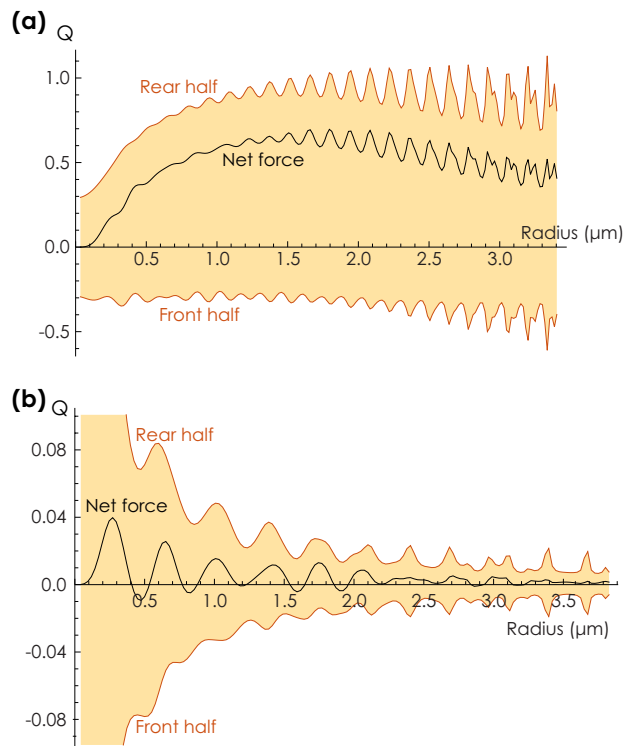 (a)
Q
1.0
Rear half
0.5
Net force
Radius (µm)
0.0
0.5 1.0 1.5 2.0 2.5 3.0
Front half
-0.5
(b)
Q
0.08
Rear half
Net force
0.04
0.0
0.5 1.0 1.5 2.0 2.5 3.0 3.5
Radius (µm)
-0.04
-0.08
Front half